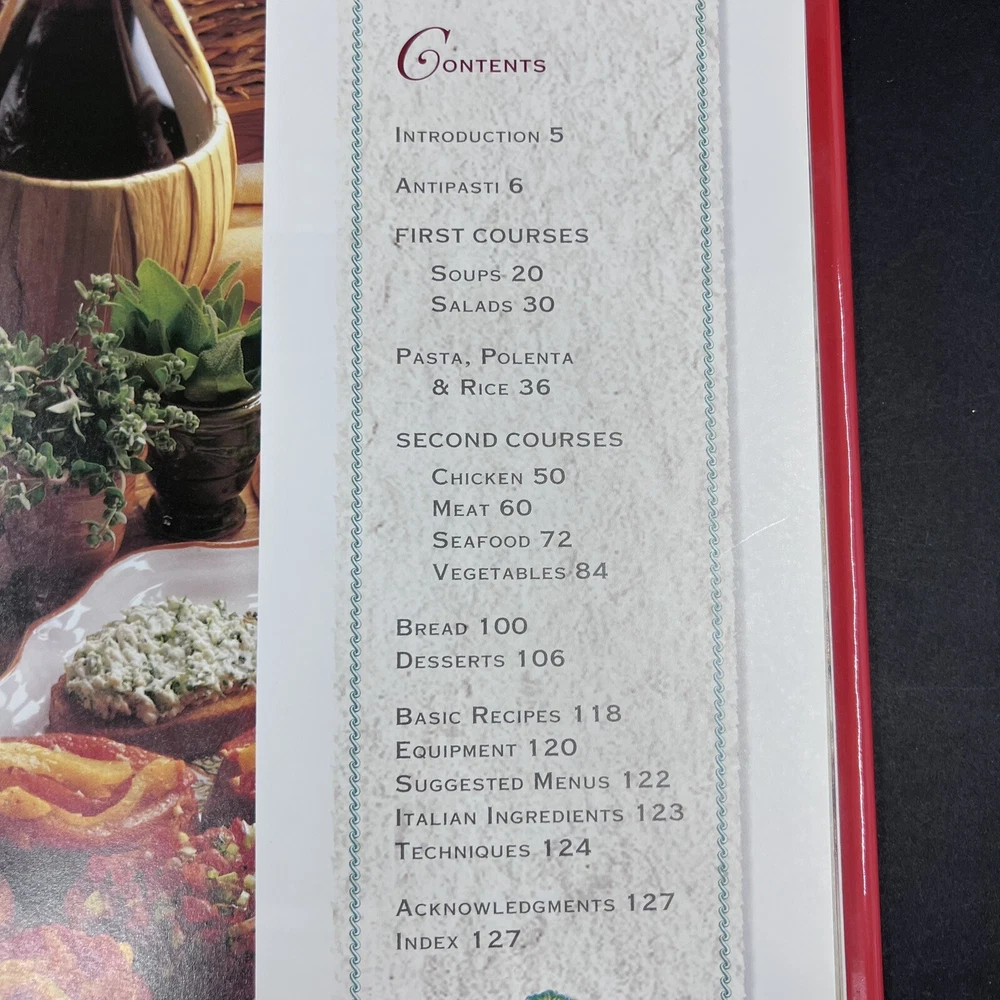 CONTENTS
INTRODUCTION 5
ANTIPASTI 6
FIRST COURSES
SOUPS 20
SALADS 30
PASTA, POLENTA
& RICE 36
SECOND COURSES
CHICKEN 50
MEAT 60
SEAFOOD 72
VEGETABLES 84
BREAD 100
DESSERTS 106
BASIC RECIPES 118
EQUIPMENT 120
SUGGESTED MENUS 122
ITALIAN INGREDIENTS 123
TECHNIQUES 124
ACKNOWLEDGMENTS 127
INDEX 127